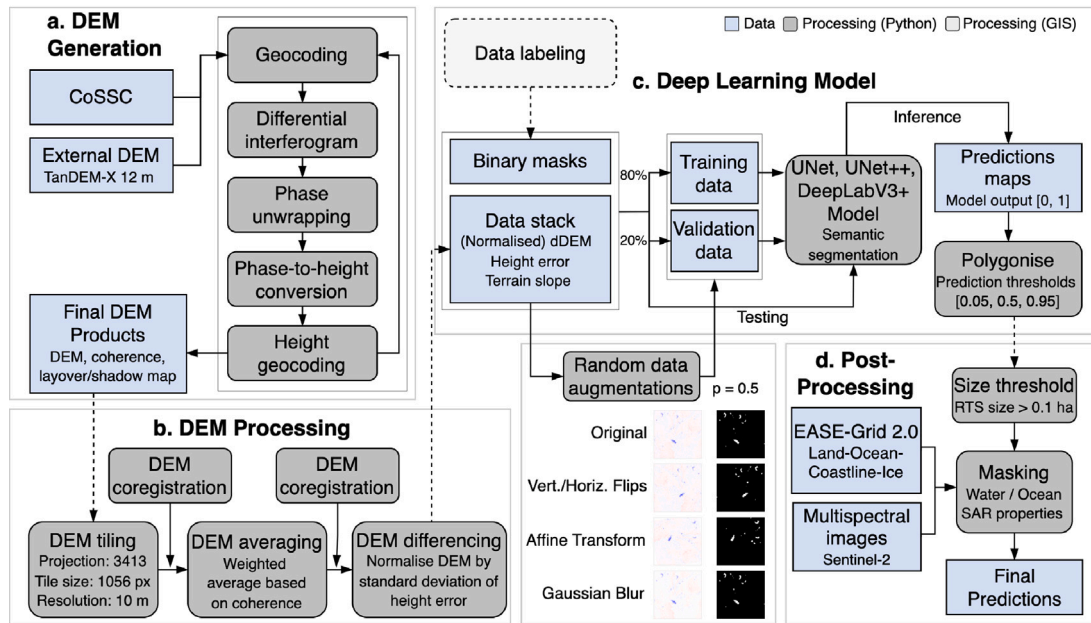 a. DEM
Generation
CoSSC
External DEM
TanDEM-X 12 m
Geocoding
Differential
interferogram
Phase
unwrapping
Phase-to-height
conversion
Height
geocoding
Final DEM
Products
DEM, coherence,
layover/shadow map
b. DEM Processing
DEM
coregistration
DEM
coregistration
DEM tiling
Projection: 3413
Tile size: 1056 px
Resolution: 10 m
DEM averaging
Weighted
average based
on coherence
DEM differencing
Normalise DEM by
standard deviation of
height error
Data
Processing (Python)
Processing (GIS)
Data labeling
c. Deep Learning Model
Binary masks
Data stack
(Normalised) dDEM
Height error
Terrain slope
80%
20%
Training
data
Validation
data
UNet, UNet++,
DeepLabV3+
Model
Semantic
segmentation
Inference
Testing
Predictions
maps
Model output [0, 1]
Polygonise
Prediction thresholds
[0.05, 0.5, 0.95]
Random data
augmentations
p = 0.5
Original
Vert./Horiz. Flips
Affine Transform
Gaussian Blur
d. Post-
Processing
Size threshold
RTS size > 0.1 ha
EASE-Grid 2.0
Land-Ocean-
Coastline-Ice
Multispectral
images
Sentinel-2
Masking
Water / Ocean
SAR properties
Final
Predictions